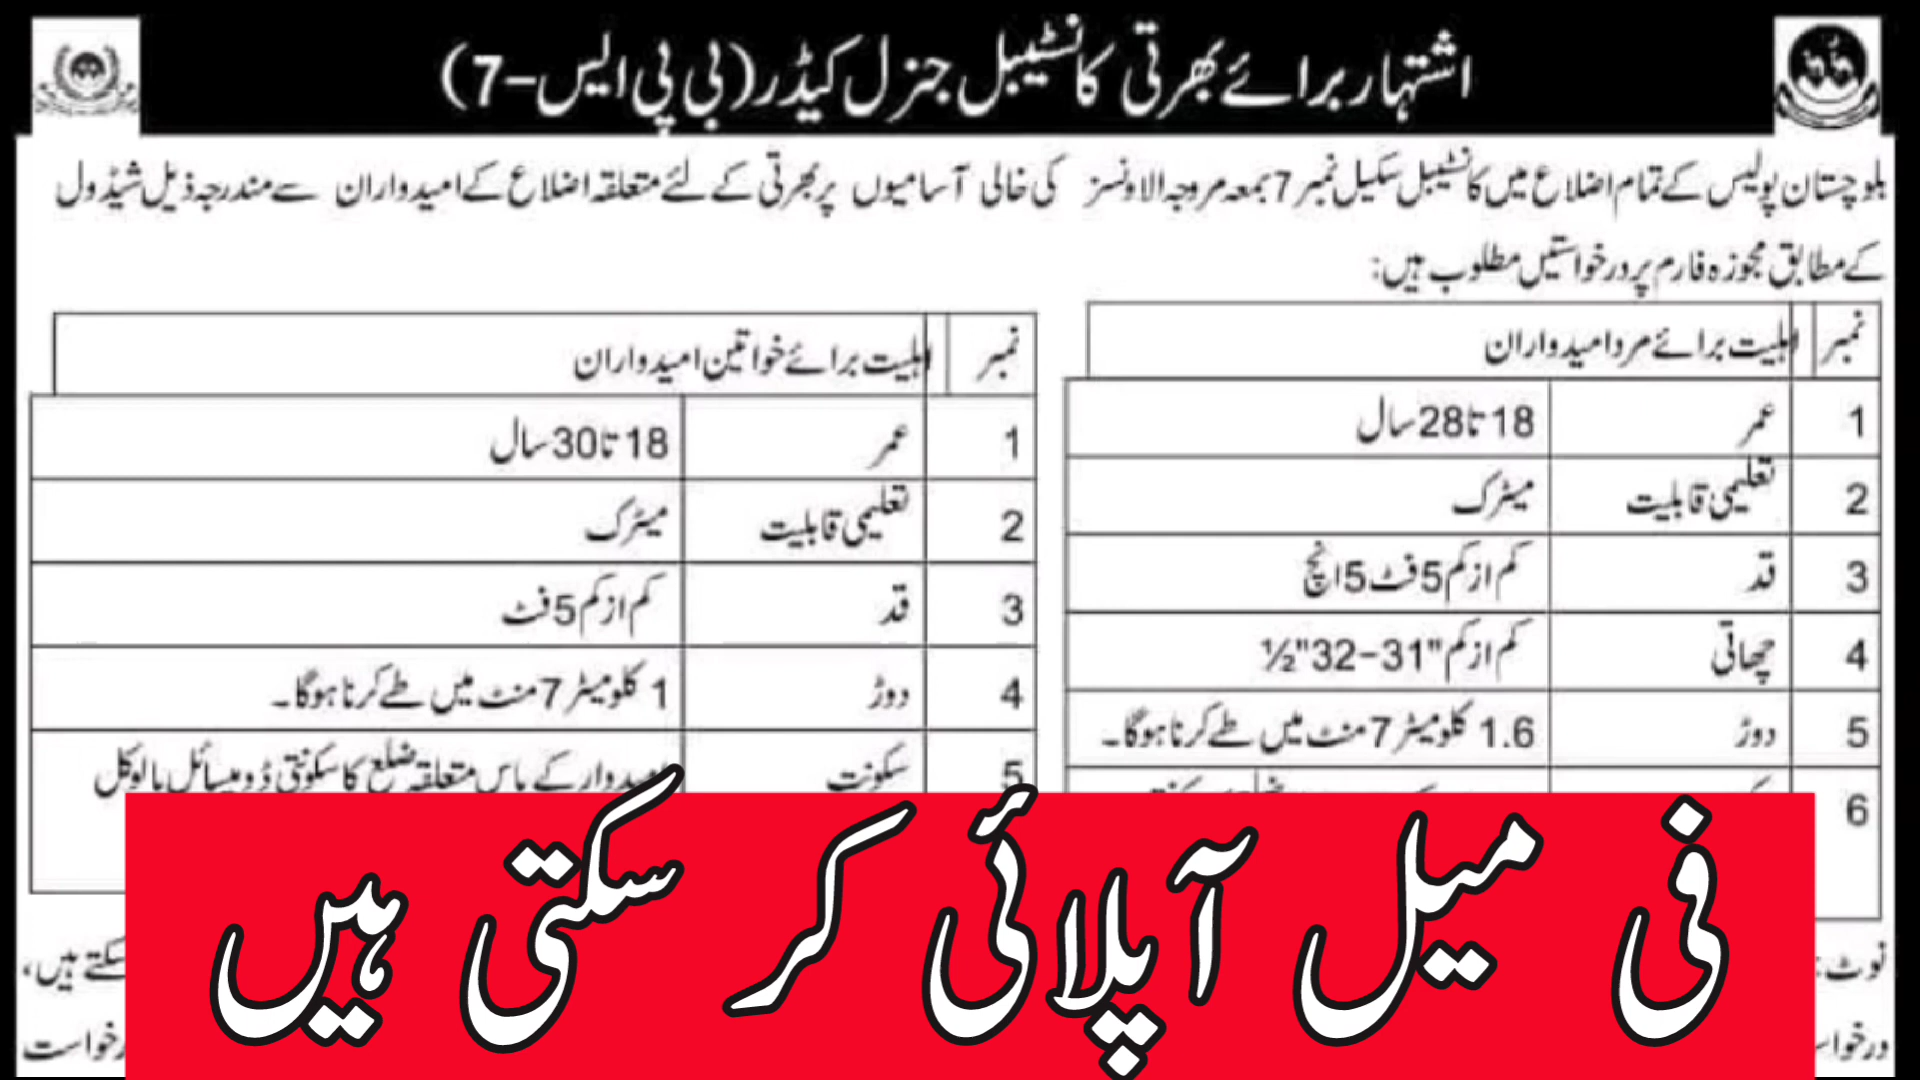 اشتہار برائے بھرتی کانسٹیبل جنرل کیڈر (بی پی ایس-7)
بلوچستان پولیس کے تمام اضلاع میں کانسٹیبل سکیل نمبر 7 بمعہ مروجہ الاونسز کی خالی آسامیوں پر بھرتی کے لئے متعلقہ اضلاع کے امیدواران سے مندرجہ ذیل شیڈول
کے مطابق مجوزہ فارم پر درخواستیں مطلوب ہیں:
نمبر اہلیت برائے مرد امیدواران
1 عمر 18 تا 28 سال
2 تعلیمی قابلیت میٹرک
3 قد کم از کم 5 فٹ 5 انچ
4 چھاتی کم از کم "31-32"½
5 دوڑ 1.6 کلومیٹر 7 منٹ میں طے کرنا ہوگا۔
6
نمبر اہلیت برائے خواتین امیدواران
1 عمر 18 تا 30 سال
2 تعلیمی قابلیت میٹرک
3 قد کم از کم 5 فٹ
4 دوڑ 1 کلومیٹر 7 منٹ میں طے کرنا ہوگا۔
5 سکونت امیدوار کے پاس متعلقہ ضلع کا سکونتی ڈومیسائل یا لوکل
فی میل آپلائی کر سکتی ہیں
نوٹ: سکتے ہیں،